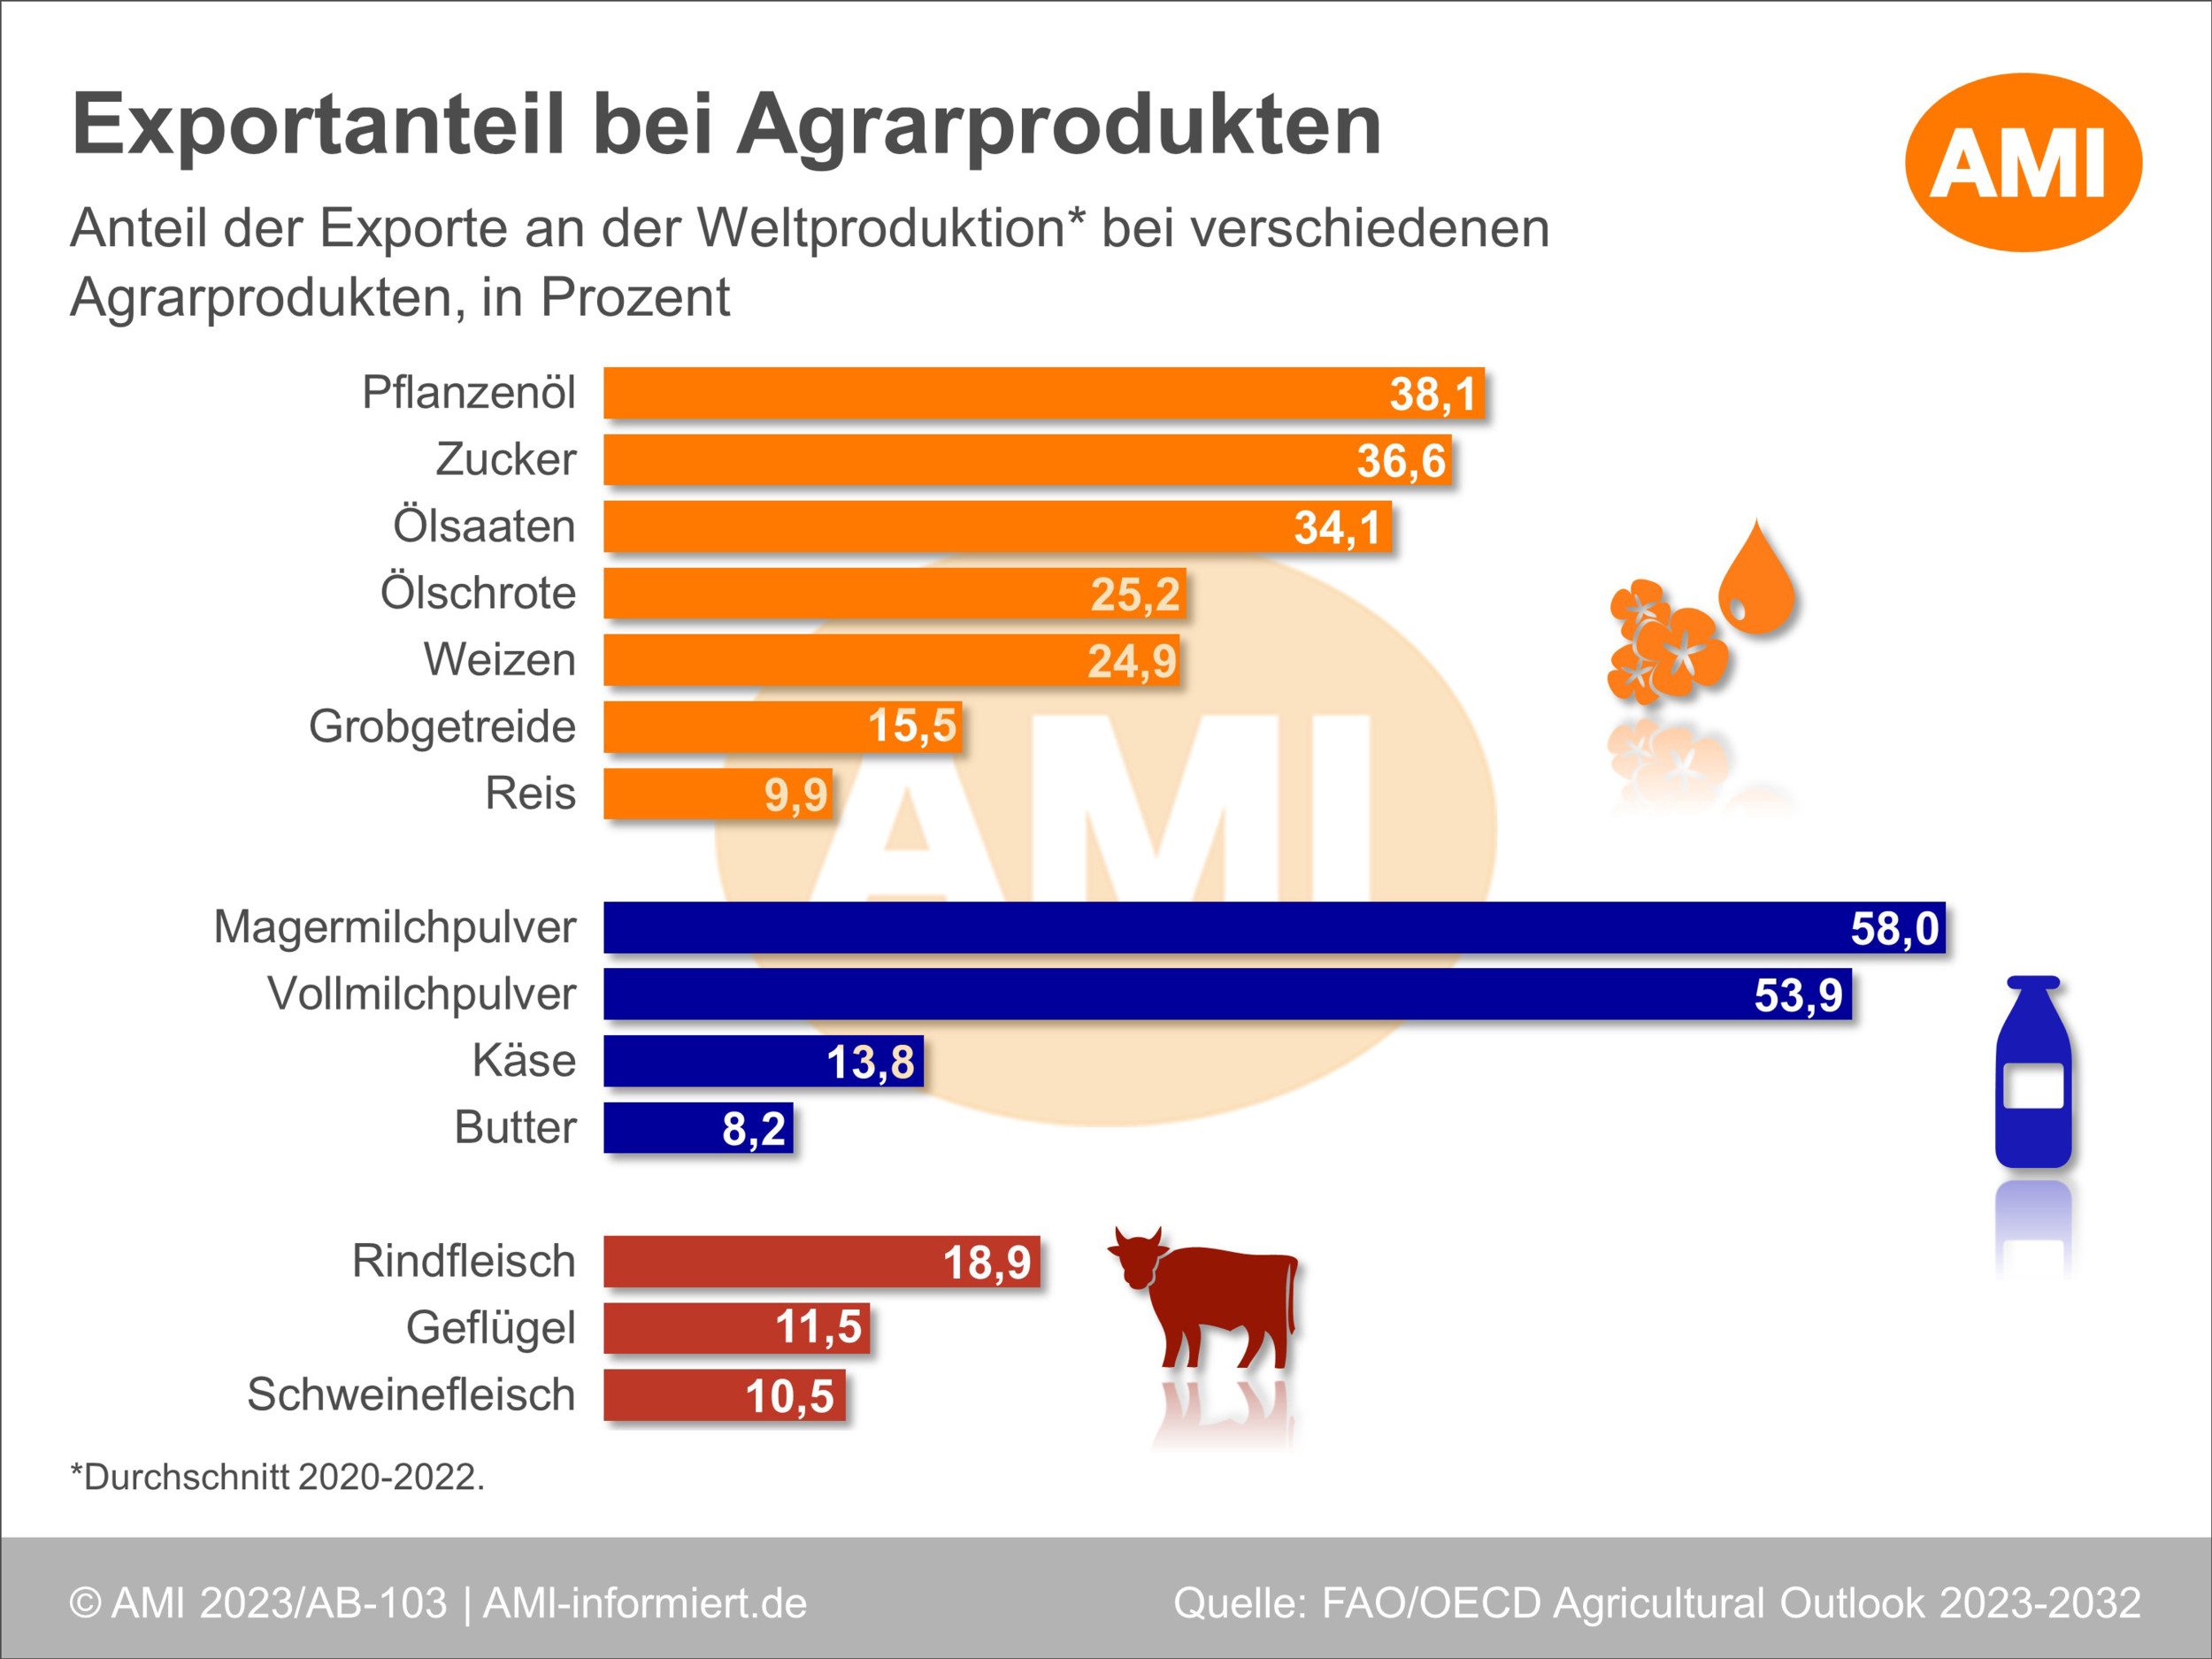 Exportanteil bei Agrarprodukten
AMI
Anteil der Exporte an der Weltproduktion* bei verschiedenen
Agrarprodukten, in Prozent
Pflanzenöl 38,1
Zucker 36,6
Ölsaaten 34,1
Ölschrote 25,2
Weizen 24,9
Grobgetreide 15,5
Reis 9,9
AMI
Magermilchpulver 58,0
Vollmilchpulver 53,9
Käse 13,8
Butter 8,2
Rindfleisch 18,9
Geflügel 11,5
Schweinefleisch 10,5
*Durchschnitt 2020-2022.
© AMI 2023/AB-103 | AMI-informiert.de
Quelle: FAO/OECD Agricultural Outlook 2023-2032